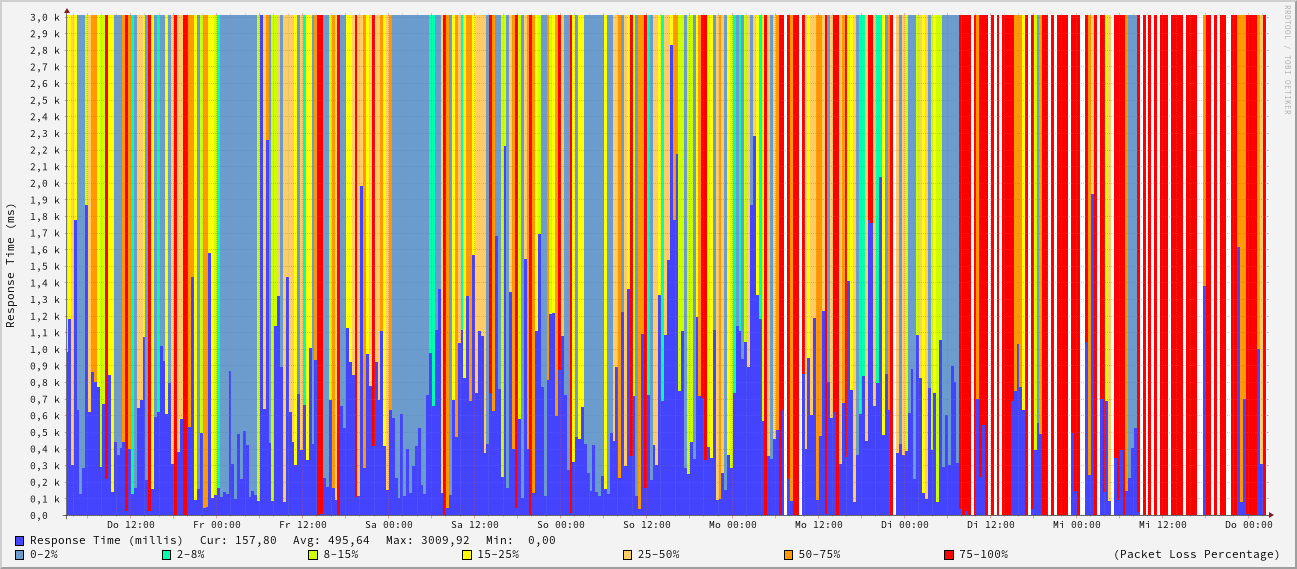 3,0 k
2,9 k
2,8 k
2,7 k
2,6 k
2,5 k
2,4 k
2,3 k
2,2 k
2,1 k
2,0 k
1,9 k
1,8 k
1,7 k
1,6 k
1,5 k
1,4 k
1,3 k
1,2 k
1,1 k
1,0 k
0,9 k
0,8 k
0,7 k
0,6 k
0,5 k
0,4 k
0,3 k
0,2 k
0,1 k
0,0
Response Time (ms)
RRDTOOL / TOBI OETIKER
Do 12:00 Fr 00:00 Fr 12:00 Sa 00:00 Sa 12:00 So 00:00 So 12:00 Mo 00:00 Mo 12:00 Di 00:00 Di 12:00 Mi 00:00 Mi 12:00 Do 00:00
Response Time (millis) Cur: 157,80 Avg: 495,64 Max: 3009,92 Min: 0,00
0-2% 2-8% 8-15% 15-25% 25-50% 50-75% 75-100% (Packet Loss Percentage)